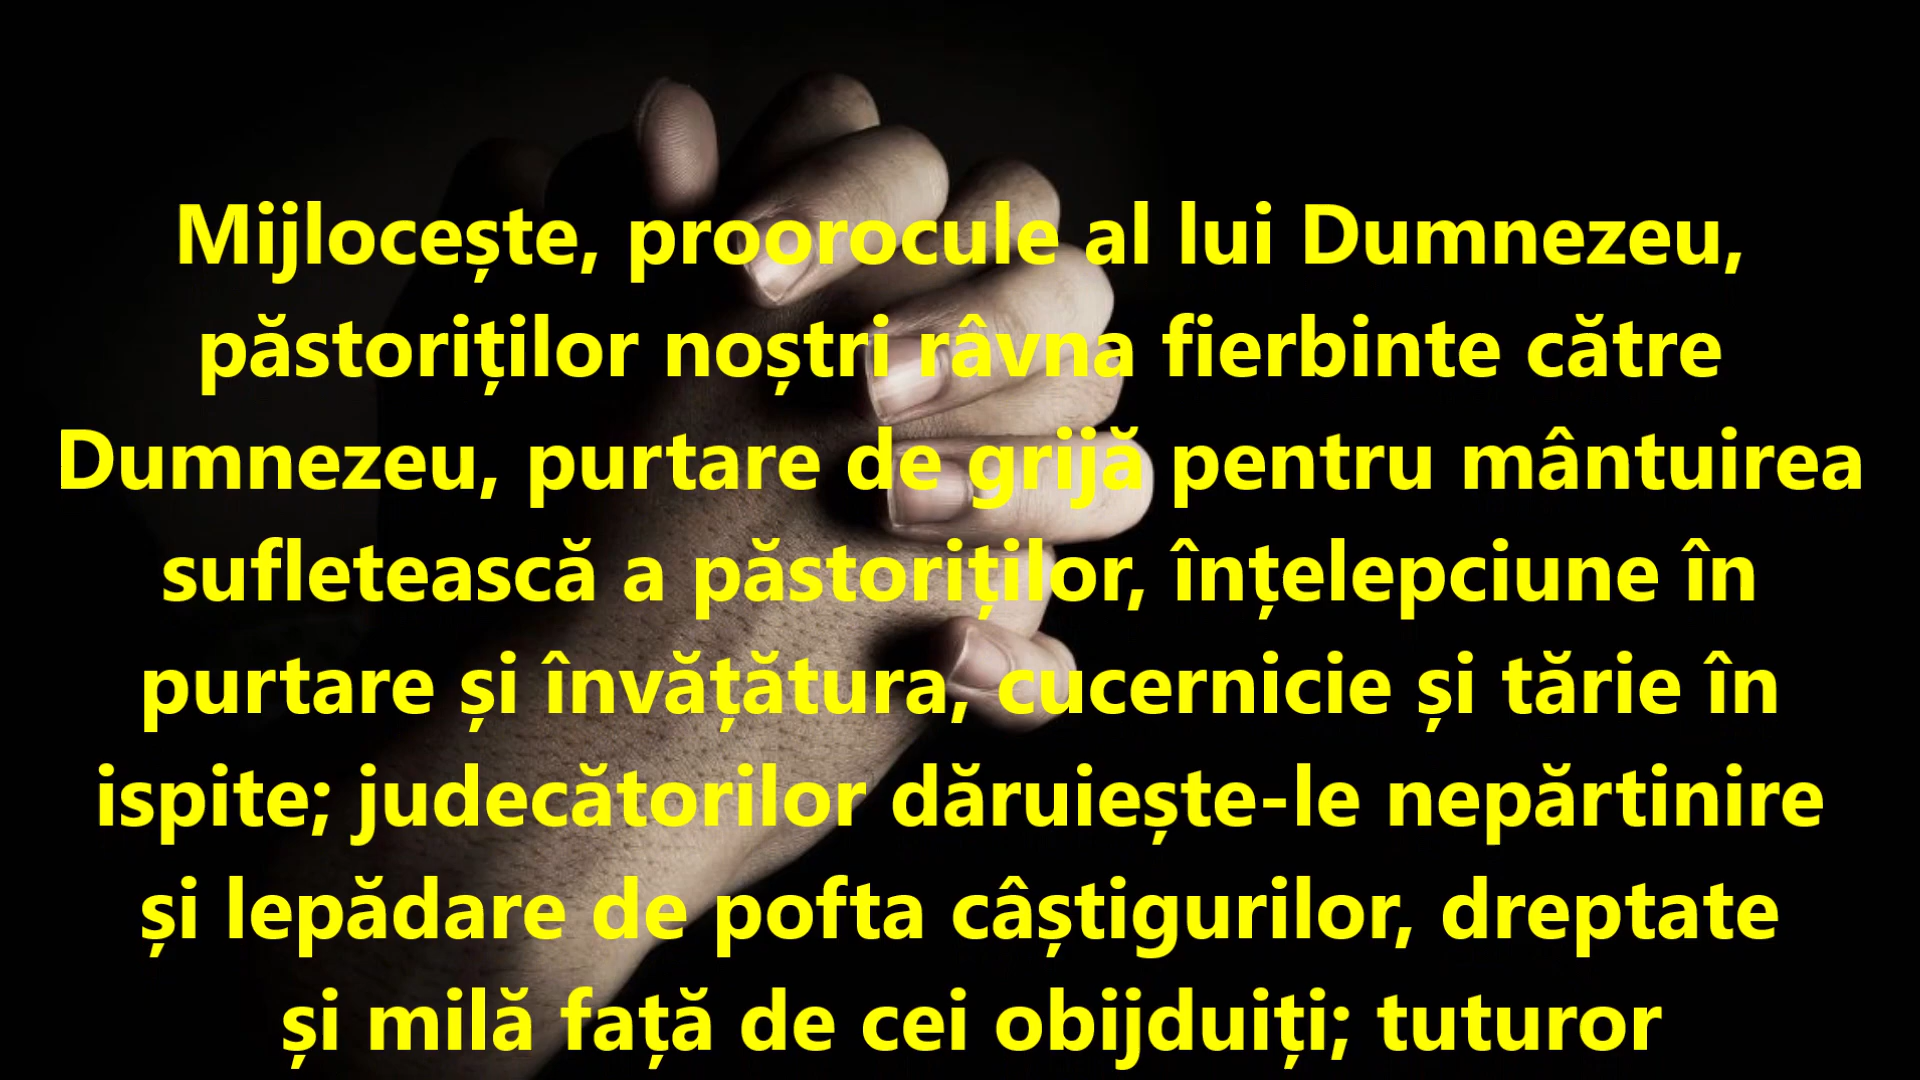 Mijlocește, proorocule al lui Dumnezeu,
păstoriților noștri râvna fierbinte către
Dumnezeu, purtare de grijă pentru mântuirea
sufletească a păstoriților, înțelepciune în
purtare și învățătura, cucernicie și tărie în
ispite; judecătorilor dăruiește-le nepărtinire
și lepădare de pofta câștigurilor, dreptate
și milă față de cei obijduiți; tuturor